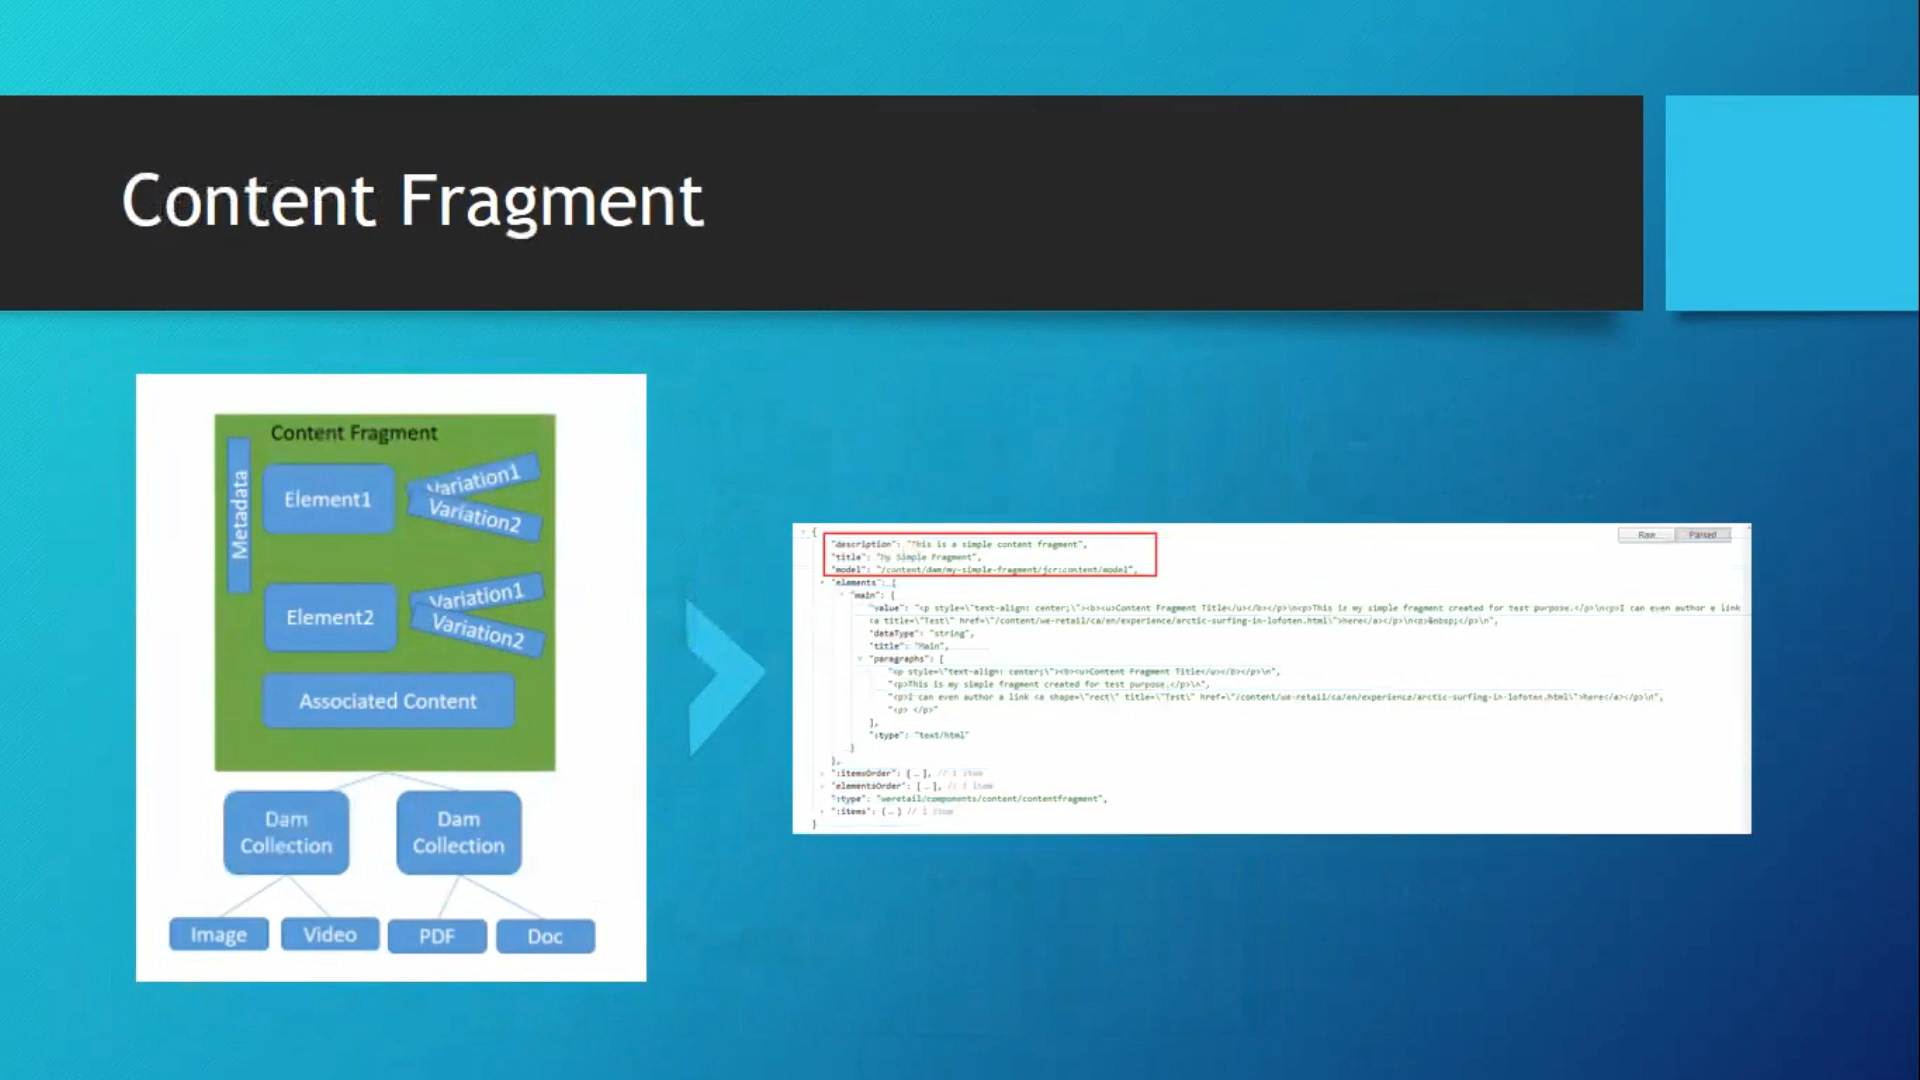 Content Fragment
Content Fragment
Metadata
Element1
Variation1
Variation2
Element2
Variation1
Variation2
Associated Content
Dam
Collection
Dam
Collection
Image
Video
PDF
Doc
Raw
Parsed
{
"description": "This is a simple content fragment",
"title": "My Simple Fragment",
"model": "/content/dam/my-simple-fragment/jcr:content/model",
"elements": {
"main": {
"value": "<p style=\"text-align: center;\"><b><u>Content Fragment Title</u></b></p>\n<p>This is my simple fragment created for test purpose.</p>\n<p>I can even author a link
<a title=\"Test\" href=\"/content/we-retail/ca/en/experience/arctic-surfing-in-lofoten.html\">here</a></p>\n<p>&nbsp;</p>\n",
"dataType": "string",
"title": "Main",
"paragraphs": [
"<p style=\"text-align: center;\"><b><u>Content Fragment Title</u></b></p>\n",
"<p>This is my simple fragment created for test purpose.</p>\n",
"<p>I can even author a link <a shape=\"rect\" title=\"Test\" href=\"/content/we-retail/ca/en/experience/arctic-surfing-in-lofoten.html\">here</a></p>\n",
"<p> </p>"
],
":type": "text/html"
}
},
":itemsOrder": [ … ], // 1 item
"elementsOrder": [ … ], // 1 item
":type": "weretail/components/content/contentfragment",
":items": { … } // 1 item
}